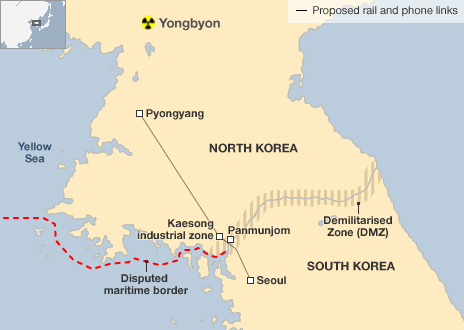 Proposed rail and phone links
Yongbyon
Pyongyang
Yellow
Sea
NORTH KOREA
Kaesong
industrial zone
Panmunjom
Demilitarised
Zone (DMZ)
Disputed
maritime border
Seoul
SOUTH KOREA